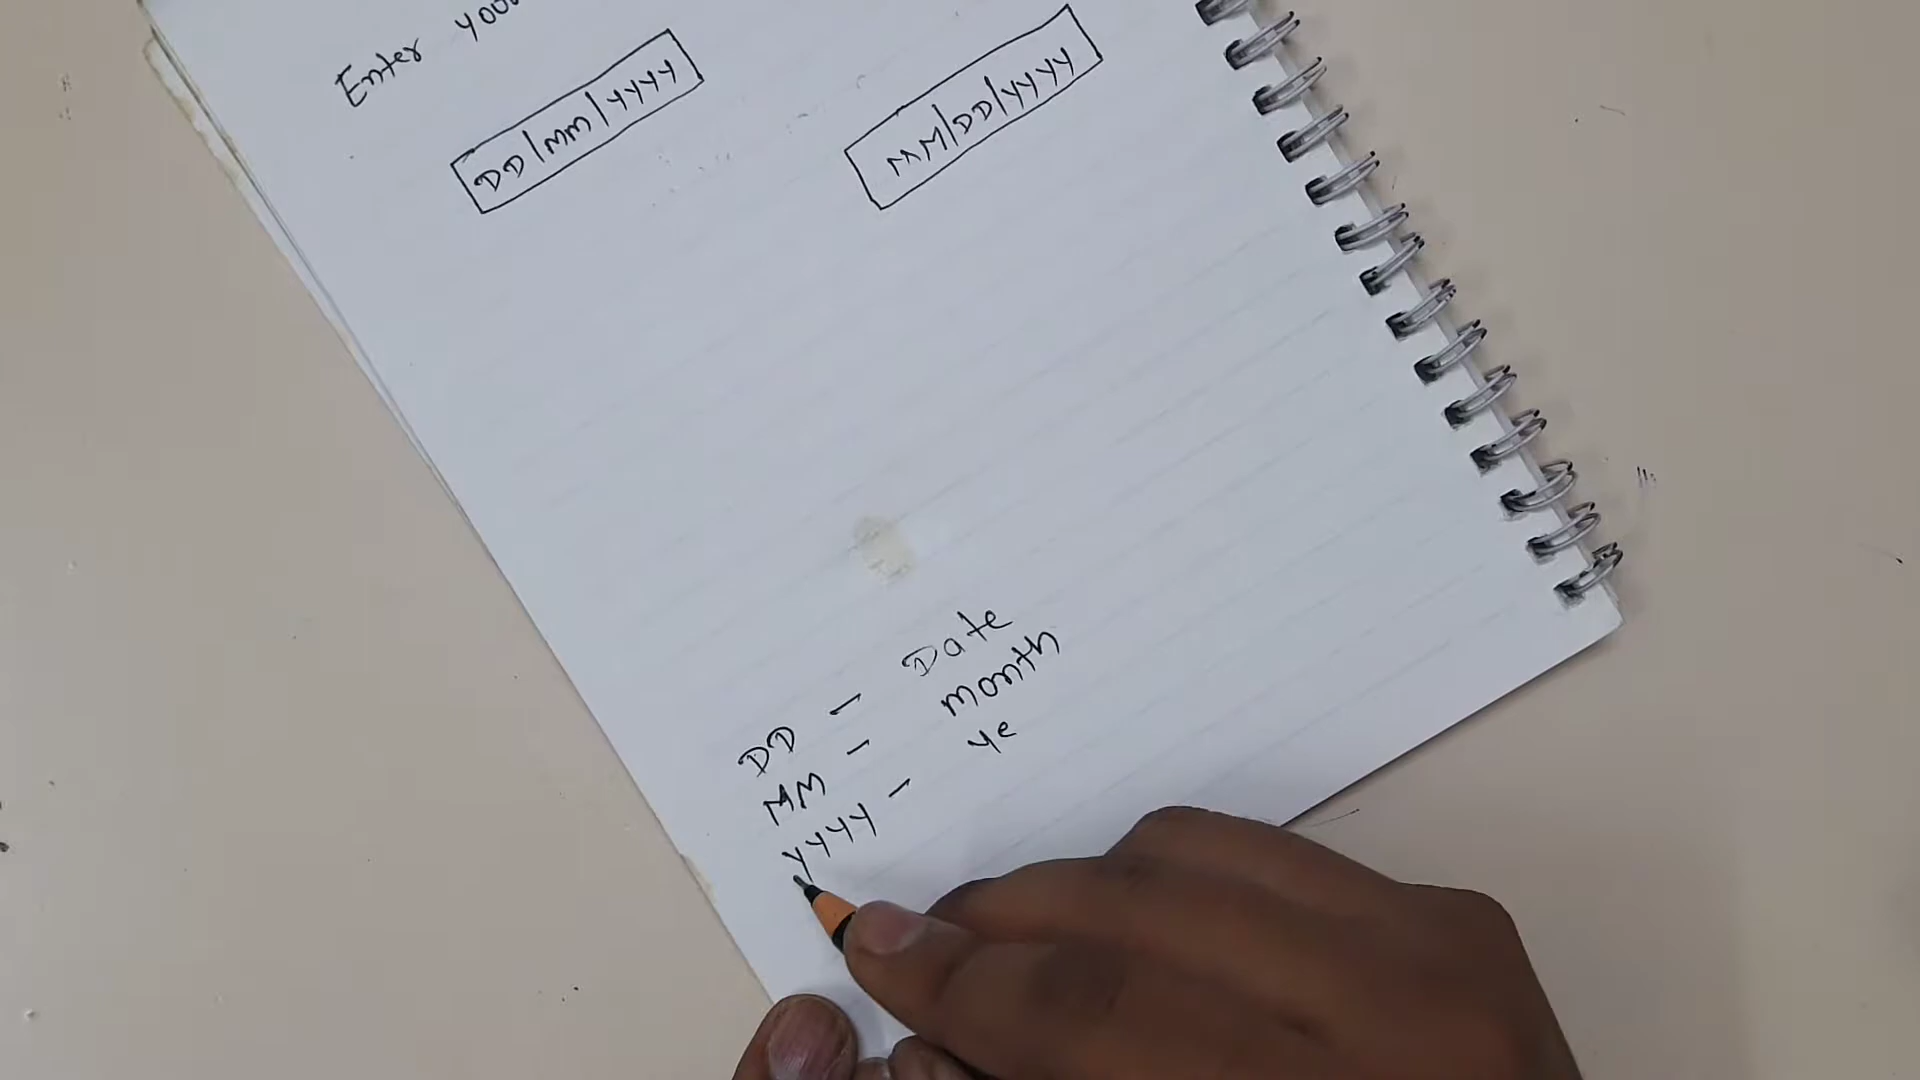 Enter
DD/MM/YYYY
MM/DD/YYYY
DD - Date
MM - month
YYYY - ye